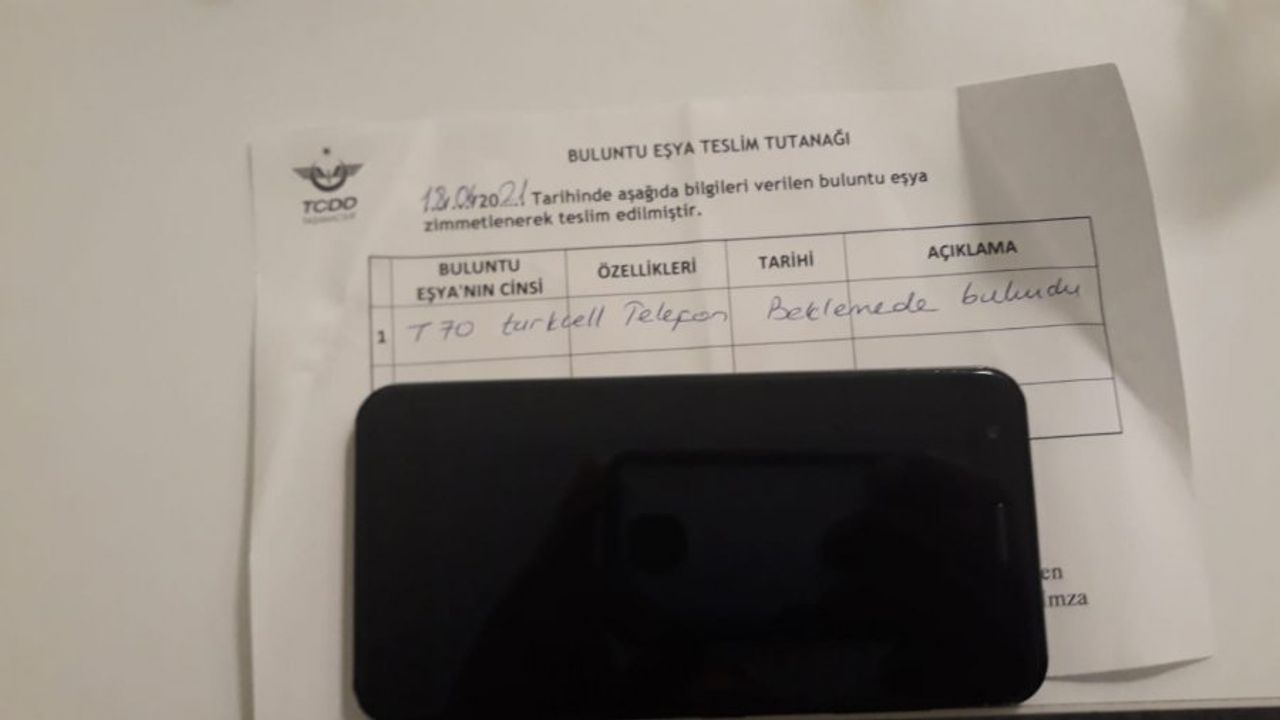 BULUNTU EŞYA TESLİM TUTANAĞI
TCDD
12.04/2021 Tarihinde aşağıda bilgileri verilen buluntu eşya
zimmetlenerek teslim edilmiştir.
BULUNTU EŞYA'NIN CİNSİ ÖZELLİKLERİ TARİHİ AÇIKLAMA
1 T70 turkcell Telefon Beklemede bulundu
en
imza